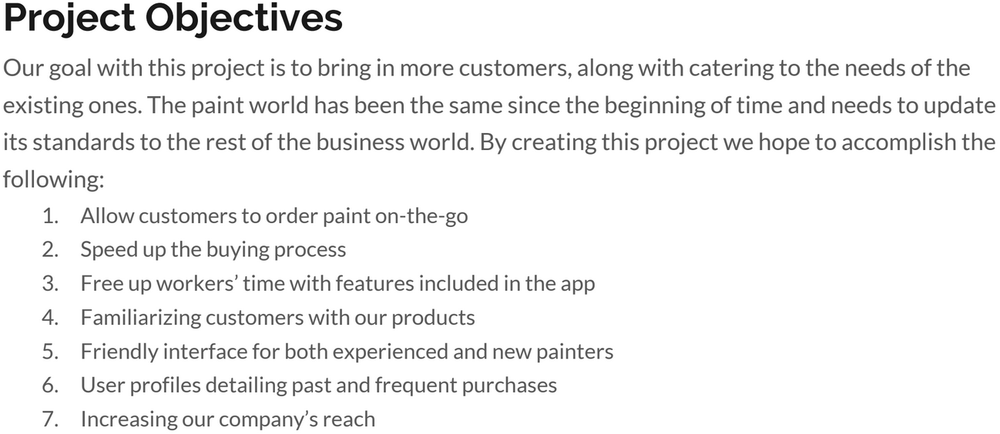 Project Objectives
Our goal with this project is to bring in more customers, along with catering to the needs of the
existing ones. The paint world has been the same since the beginning of time and needs to update
its standards to the rest of the business world. By creating this project we hope to accomplish the
following:
1. Allow customers to order paint on-the-go
2. Speed up the buying process
3. Free up workers’ time with features included in the app
4. Familiarizing customers with our products
5. Friendly interface for both experienced and new painters
6. User profiles detailing past and frequent purchases
7. Increasing our company’s reach